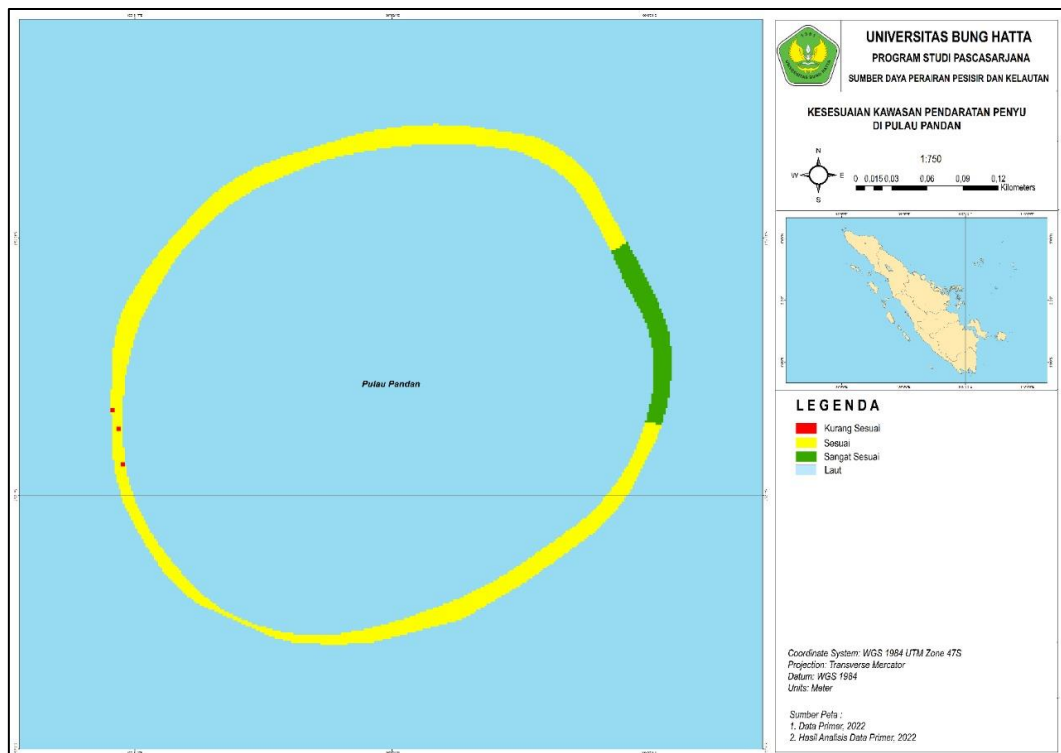 UNIVERSITAS BUNG HATTA
PROGRAM STUDI PASCASARJANA
SUMBER DAYA PERAIRAN PESISIR DAN KELAUTAN
KESESUAIAN KAWASAN PENDARATAN PENYU
DI PULAU PANDAN
N
W E
S
1:750
0 0,015 0,03 0,06 0,09 0,12
Kilometers
Pulau Pandan
LEGENDA
Kurang Sesuai
Sesuai
Sangat Sesuai
Laut
Coordinate System: WGS 1984 UTM Zone 47S
Projection: Transverse Mercator
Datum: WGS 1984
Units: Meter
Sumber Peta :
1. Data Primer, 2022
2. Hasil Analisis Data Primer, 2022